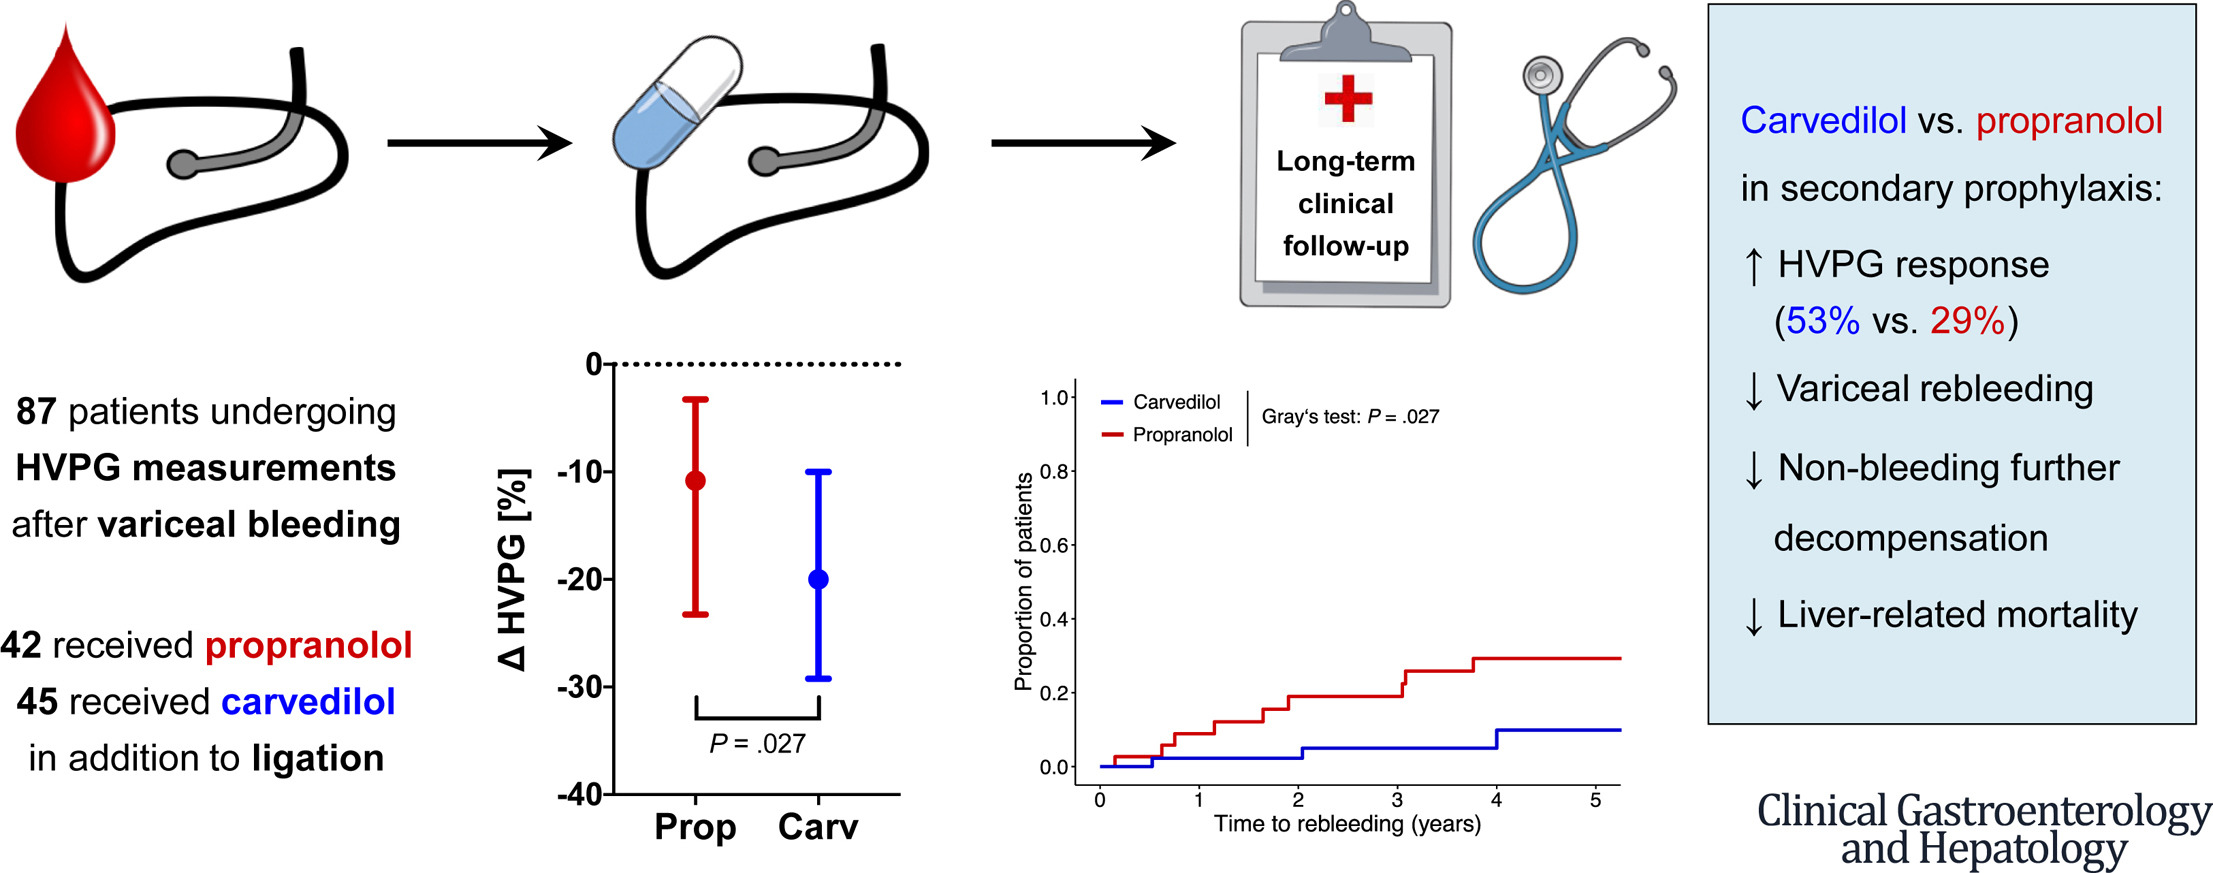 87 patients undergoing
HVPG measurements
after variceal bleeding
42 received propranolol
45 received carvedilol
in addition to ligation
Δ HVPG [%]
0
-10
-20
-30
-40
P = .027
Prop
Carv
Long-term
clinical
follow-up
Proportion of patients
1.0
0.8
0.6
0.4
0.2
0.0
Carvedilol
Propranolol
Gray‘s test: P = .027
0 1 2 3 4 5
Time to rebleeding (years)
Carvedilol vs. propranolol
in secondary prophylaxis:
↑ HVPG response
(53% vs. 29%)
↓ Variceal rebleeding
↓ Non-bleeding further
decompensation
↓ Liver-related mortality
Clinical Gastroenterology
and Hepatology